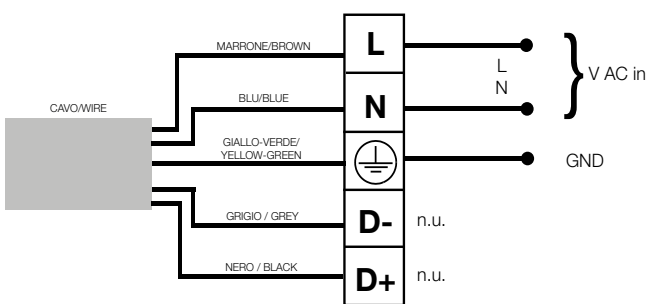 MARRONE/BROWN
L
L
N
V AC in
CAVO/WIRE
BLU/BLUE
N
GIALLO-VERDE/
YELLOW-GREEN
GND
GRIGIO / GREY
D-
n.u.
NERO / BLACK
D+
n.u.